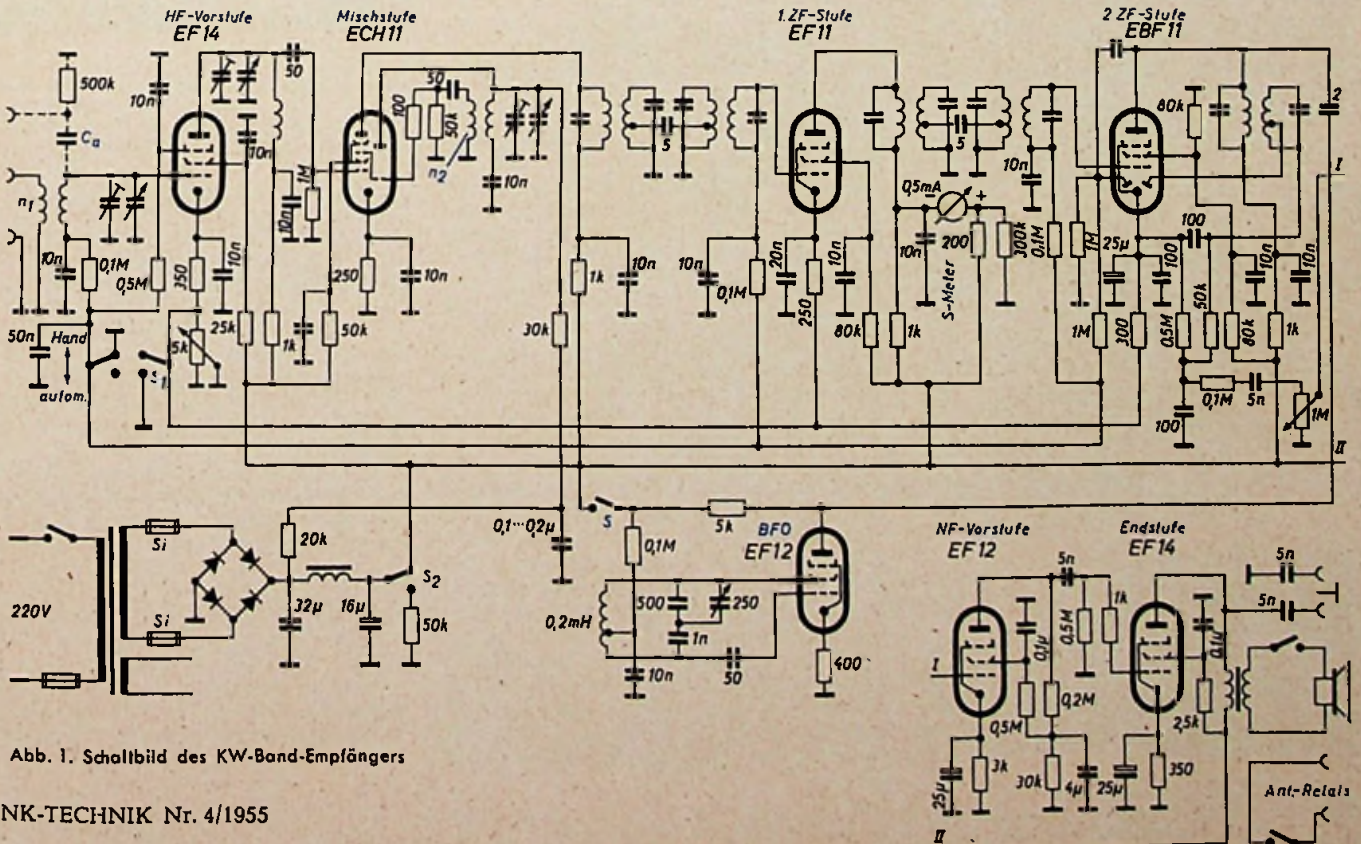 HF-Vorstufe
EF14
Mischstufe
ECH11
1. ZF-Stufe
EF11
2. ZF-Stufe
EBF11
500k
10n
50
50
100
50k
80k
2
Ca
10n
1M
n2
10n
5
5
10n
I
n1
0,5mA
+
10n
0,1M
0,5M
350
10n
10n
250
10n
1k
10n
10n
0,1M
20n
250
10n
80k
10n
1k
200
S-Meter
300k
0,1M
1M
25µ
1M
300
100
100
0,5M
50k
80k
10n
1k
10n
50n
Hand
autom.
S1
5k
25k
1k
50k
30k
0,1M
5n
100
1M
II
Si
20k
0,1···0,2µ
S
5k
BFO
EF12
NF-Vorstufe
EF12
Endstufe
EF14
5n
5n
5n
220V
Si
32µ
16µ
S2
50k
0,1M
0,2mH
500
250
1n
10n
50
400
I
0,1µ
0,5M
1k
0,1µ
0,5M
0,2M
2,5k
25µ
3k
30k
4µ
25µ
350
Ant.-Relais
II
Abb. 1. Schaltbild des KW-Band-Empfängers
NK-TECHNIK Nr. 4/1955